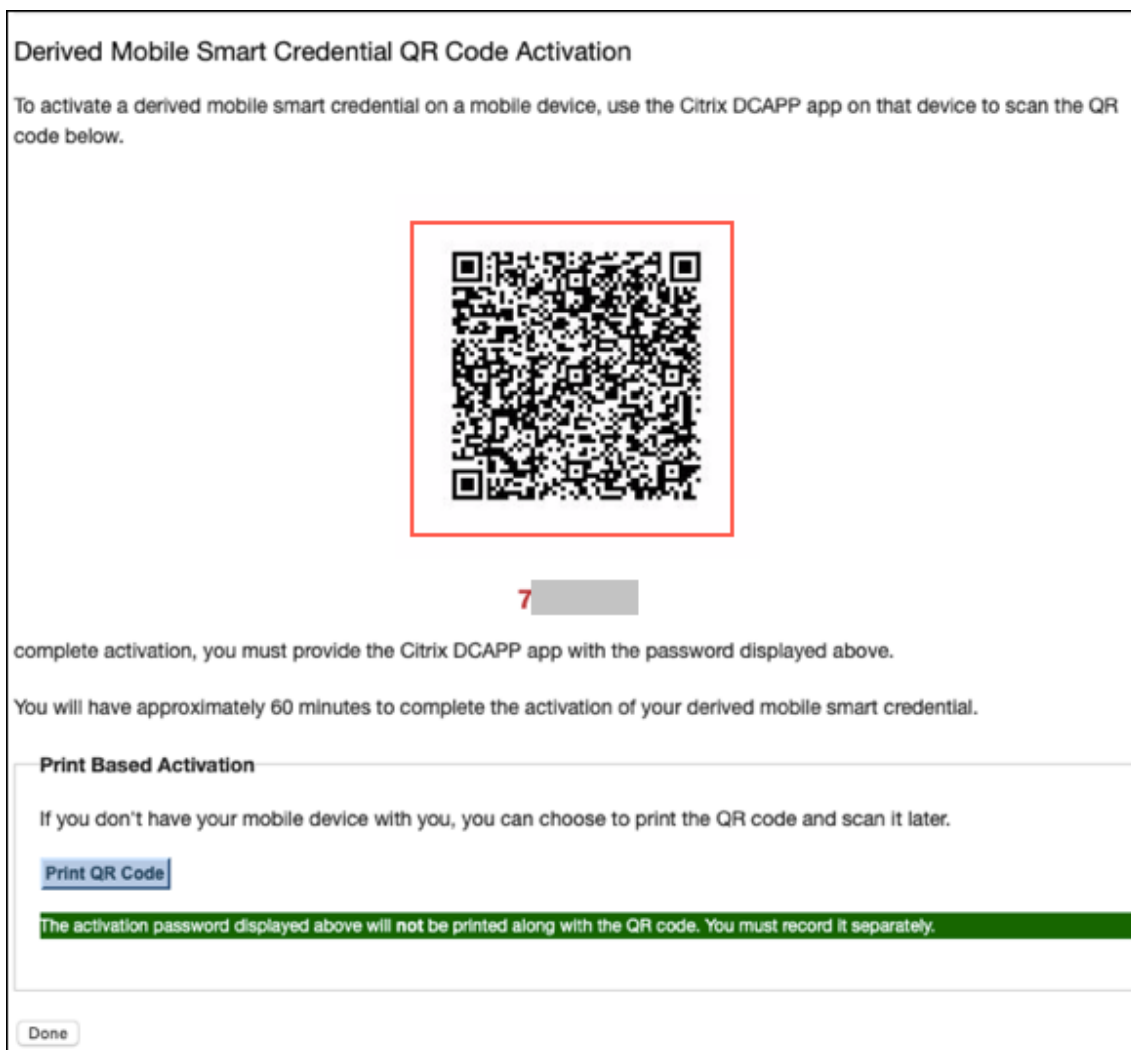 Derived Mobile Smart Credential QR Code Activation
To activate a derived mobile smart credential on a mobile device, use the Citrix DCAPP app on that device to scan the QR
code below.
7
complete activation, you must provide the Citrix DCAPP app with the password displayed above.
You will have approximately 60 minutes to complete the activation of your derived mobile smart credential.
Print Based Activation
If you don't have your mobile device with you, you can choose to print the QR code and scan it later.
Print QR Code
The activation password displayed above will not be printed along with the QR code. You must record it separately.
Done